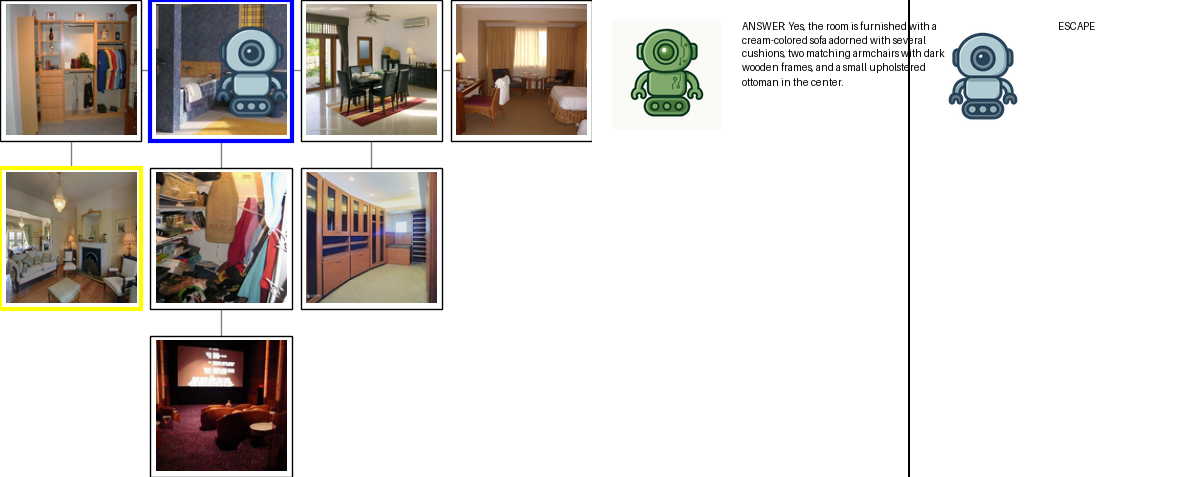 ANSWER: Yes, the room is furnished with a
cream-colored sofa adorned with several
cushions, two matching armchairs with dark
wooden frames, and a small upholstered
ottoman in the center.
ESCAPE